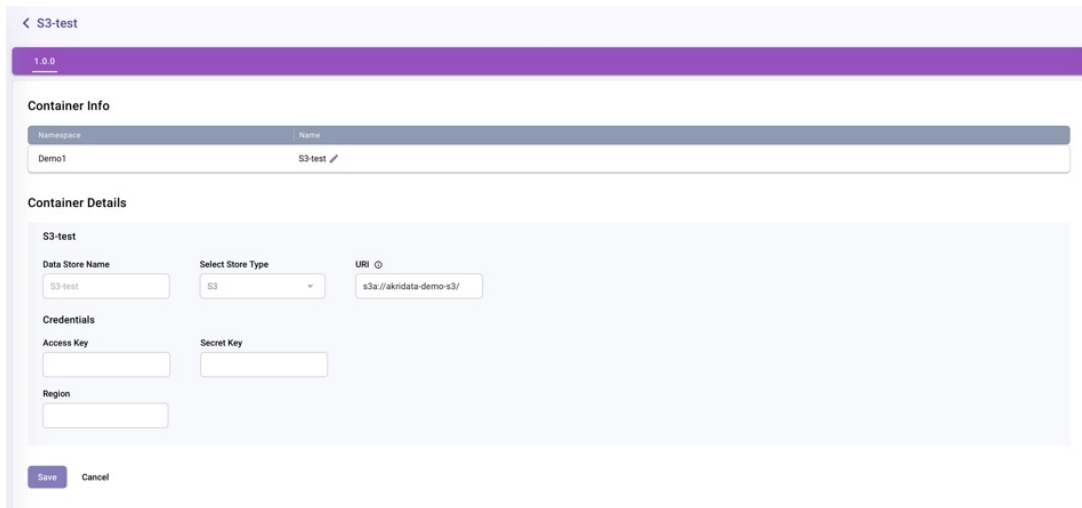 S3-test
1.0.0
Container Info
Namespace Name
Demo1 S3-test
Container Details
S3-test
Data Store Name Select Store Type URI
S3-test S3 s3a://akridata-demo-s3/
Credentials
Access Key Secret Key
Region
Save Cancel